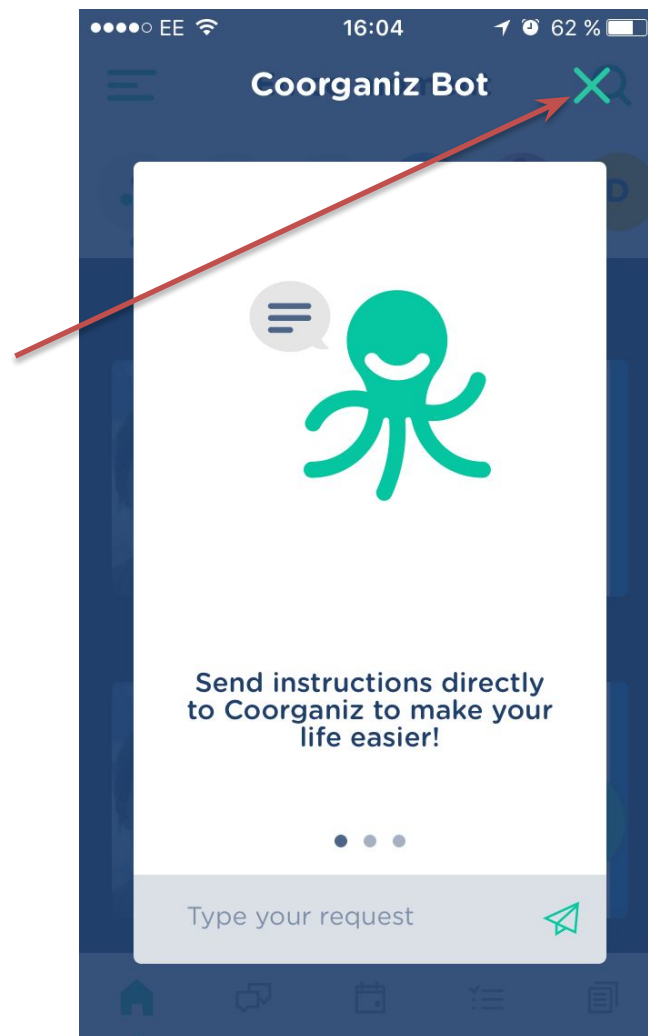 EE 16:04 62 %
Coorganiz Bot
D
Send instructions directly
to Coorganiz to make your
life easier!
Type your request